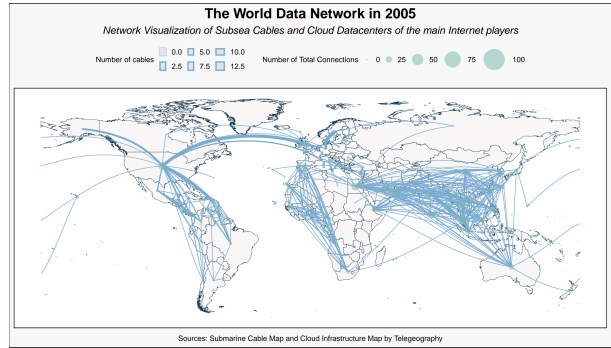 The World Data Network in 2005
Network Visualization of Subsea Cables and Cloud Datacenters of the main Internet players
Number of cables
0.0 5.0 10.0
2.5 7.5 12.5
Number of Total Connections
0 25 50 75 100
Sources: Submarine Cable Map and Cloud Infrastructure Map by Telegeography